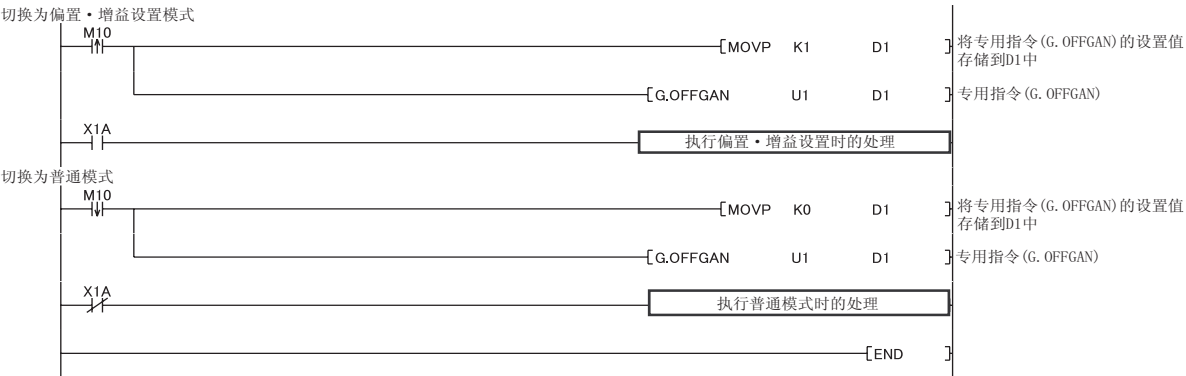 切换为偏置·增益设置模式
M10
MOVP K1 D1
将专用指令(G.OFFGAN)的设置值
存储到D1中
G.OFFGAN U1 D1
专用指令(G.OFFGAN)
X1A
执行偏置·增益设置时的处理
切换为普通模式
M10
MOVP K0 D1
将专用指令(G.OFFGAN)的设置值
存储到D1中
G.OFFGAN U1 D1
专用指令(G.OFFGAN)
X1A
执行普通模式时的处理
END